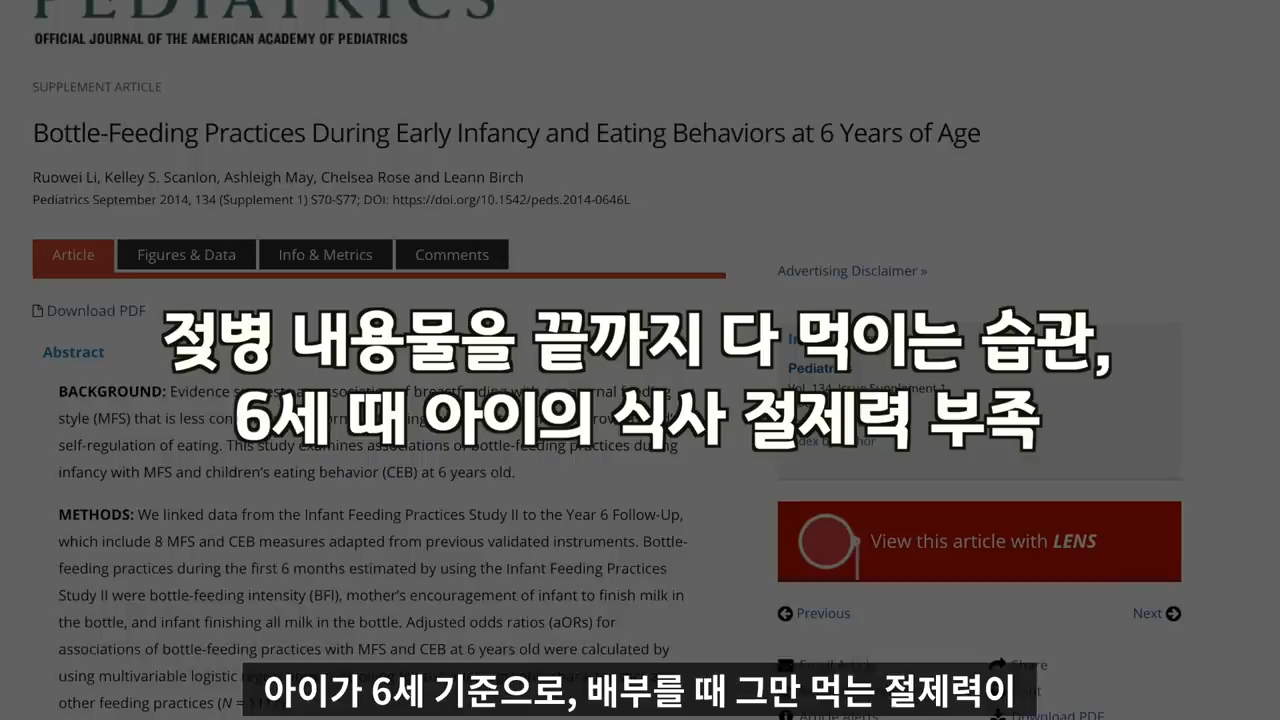 PEDIATRICS
OFFICIAL JOURNAL OF THE AMERICAN ACADEMY OF PEDIATRICS
SUPPLEMENT ARTICLE
Bottle-Feeding Practices During Early Infancy and Eating Behaviors at 6 Years of Age
Ruowei Li, Kelley S. Scanlon, Ashleigh May, Chelsea Rose and Leann Birch
Pediatrics September 2014, 134 (Supplement 1) S70-S77; DOI: https://doi.org/10.1542/peds.2014-0646L
Article
Figures & Data
Info & Metrics
Comments
Advertising Disclaimer »
Download PDF
젖병 내용물을 끝까지 다 먹이는 습관,
6세 때 아이의 식사 절제력 부족
Abstract
BACKGROUND: Evidence
style (MFS) that is less
self-regulation of eating. This study examines associations of bottle-feeding practices during
infancy with MFS and children's eating behavior (CEB) at 6 years old.
METHODS: We linked data from the Infant Feeding Practices Study II to the Year 6 Follow-Up,
which include 8 MFS and CEB measures adapted from previous validated instruments. Bottle-
feeding practices during the first 6 months estimated by using the Infant Feeding Practices
Study II were bottle-feeding intensity (BFI), mother's encouragement of infant to finish milk in
the bottle, and infant finishing all milk in the bottle. Adjusted odds ratios (aORs) for
associations of bottle-feeding practices with MFS and CEB at 6 years old were calculated by
using multivariable logistic
other feeding practices (N =
Vol. 134, Issue Supplement 1
View this article with LENS
Previous
Next
Email Article
Share
Article Alerts
Download PDF
아이가 6세 기준으로, 배부를 때 그만 먹는 절제력이